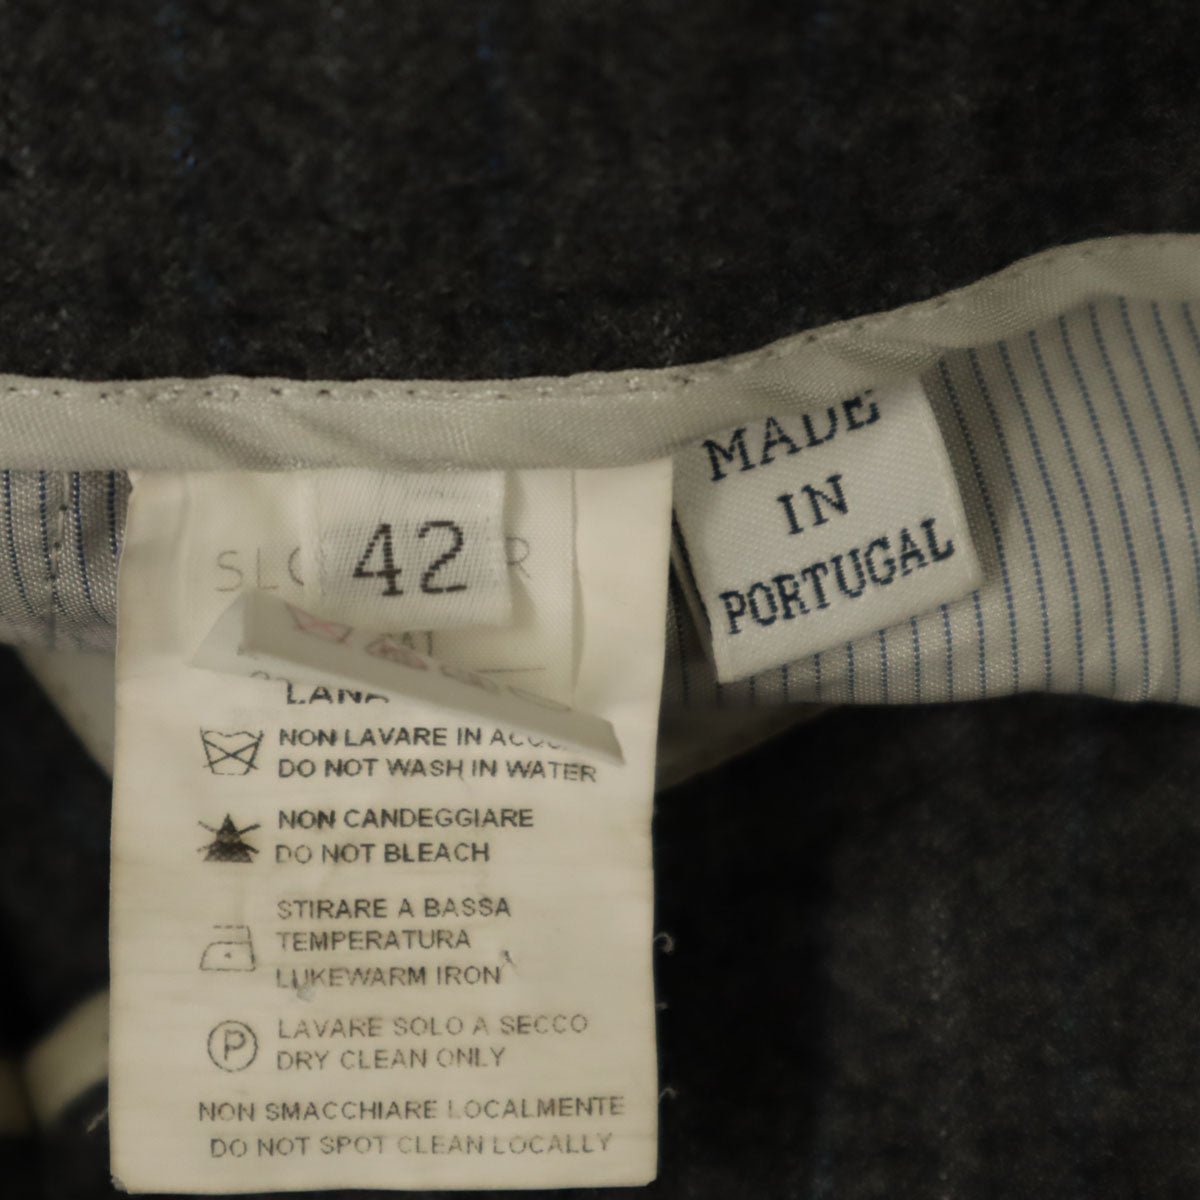 42
LANA
NON LAVARE IN
DO NOT WASH IN WATER
NON CANDEGGIARE
DO NOT BLEACH
STIRARE A BASSA
TEMPERATURA
LUKEWARM IRON
P
LAVARE SOLO A SECCO
DRY CLEAN ONLY
NON SMACCHIARE LOCALMENTE
DO NOT SPOT CLEAN LOCALLY
MADE
IN
PORTUGAL